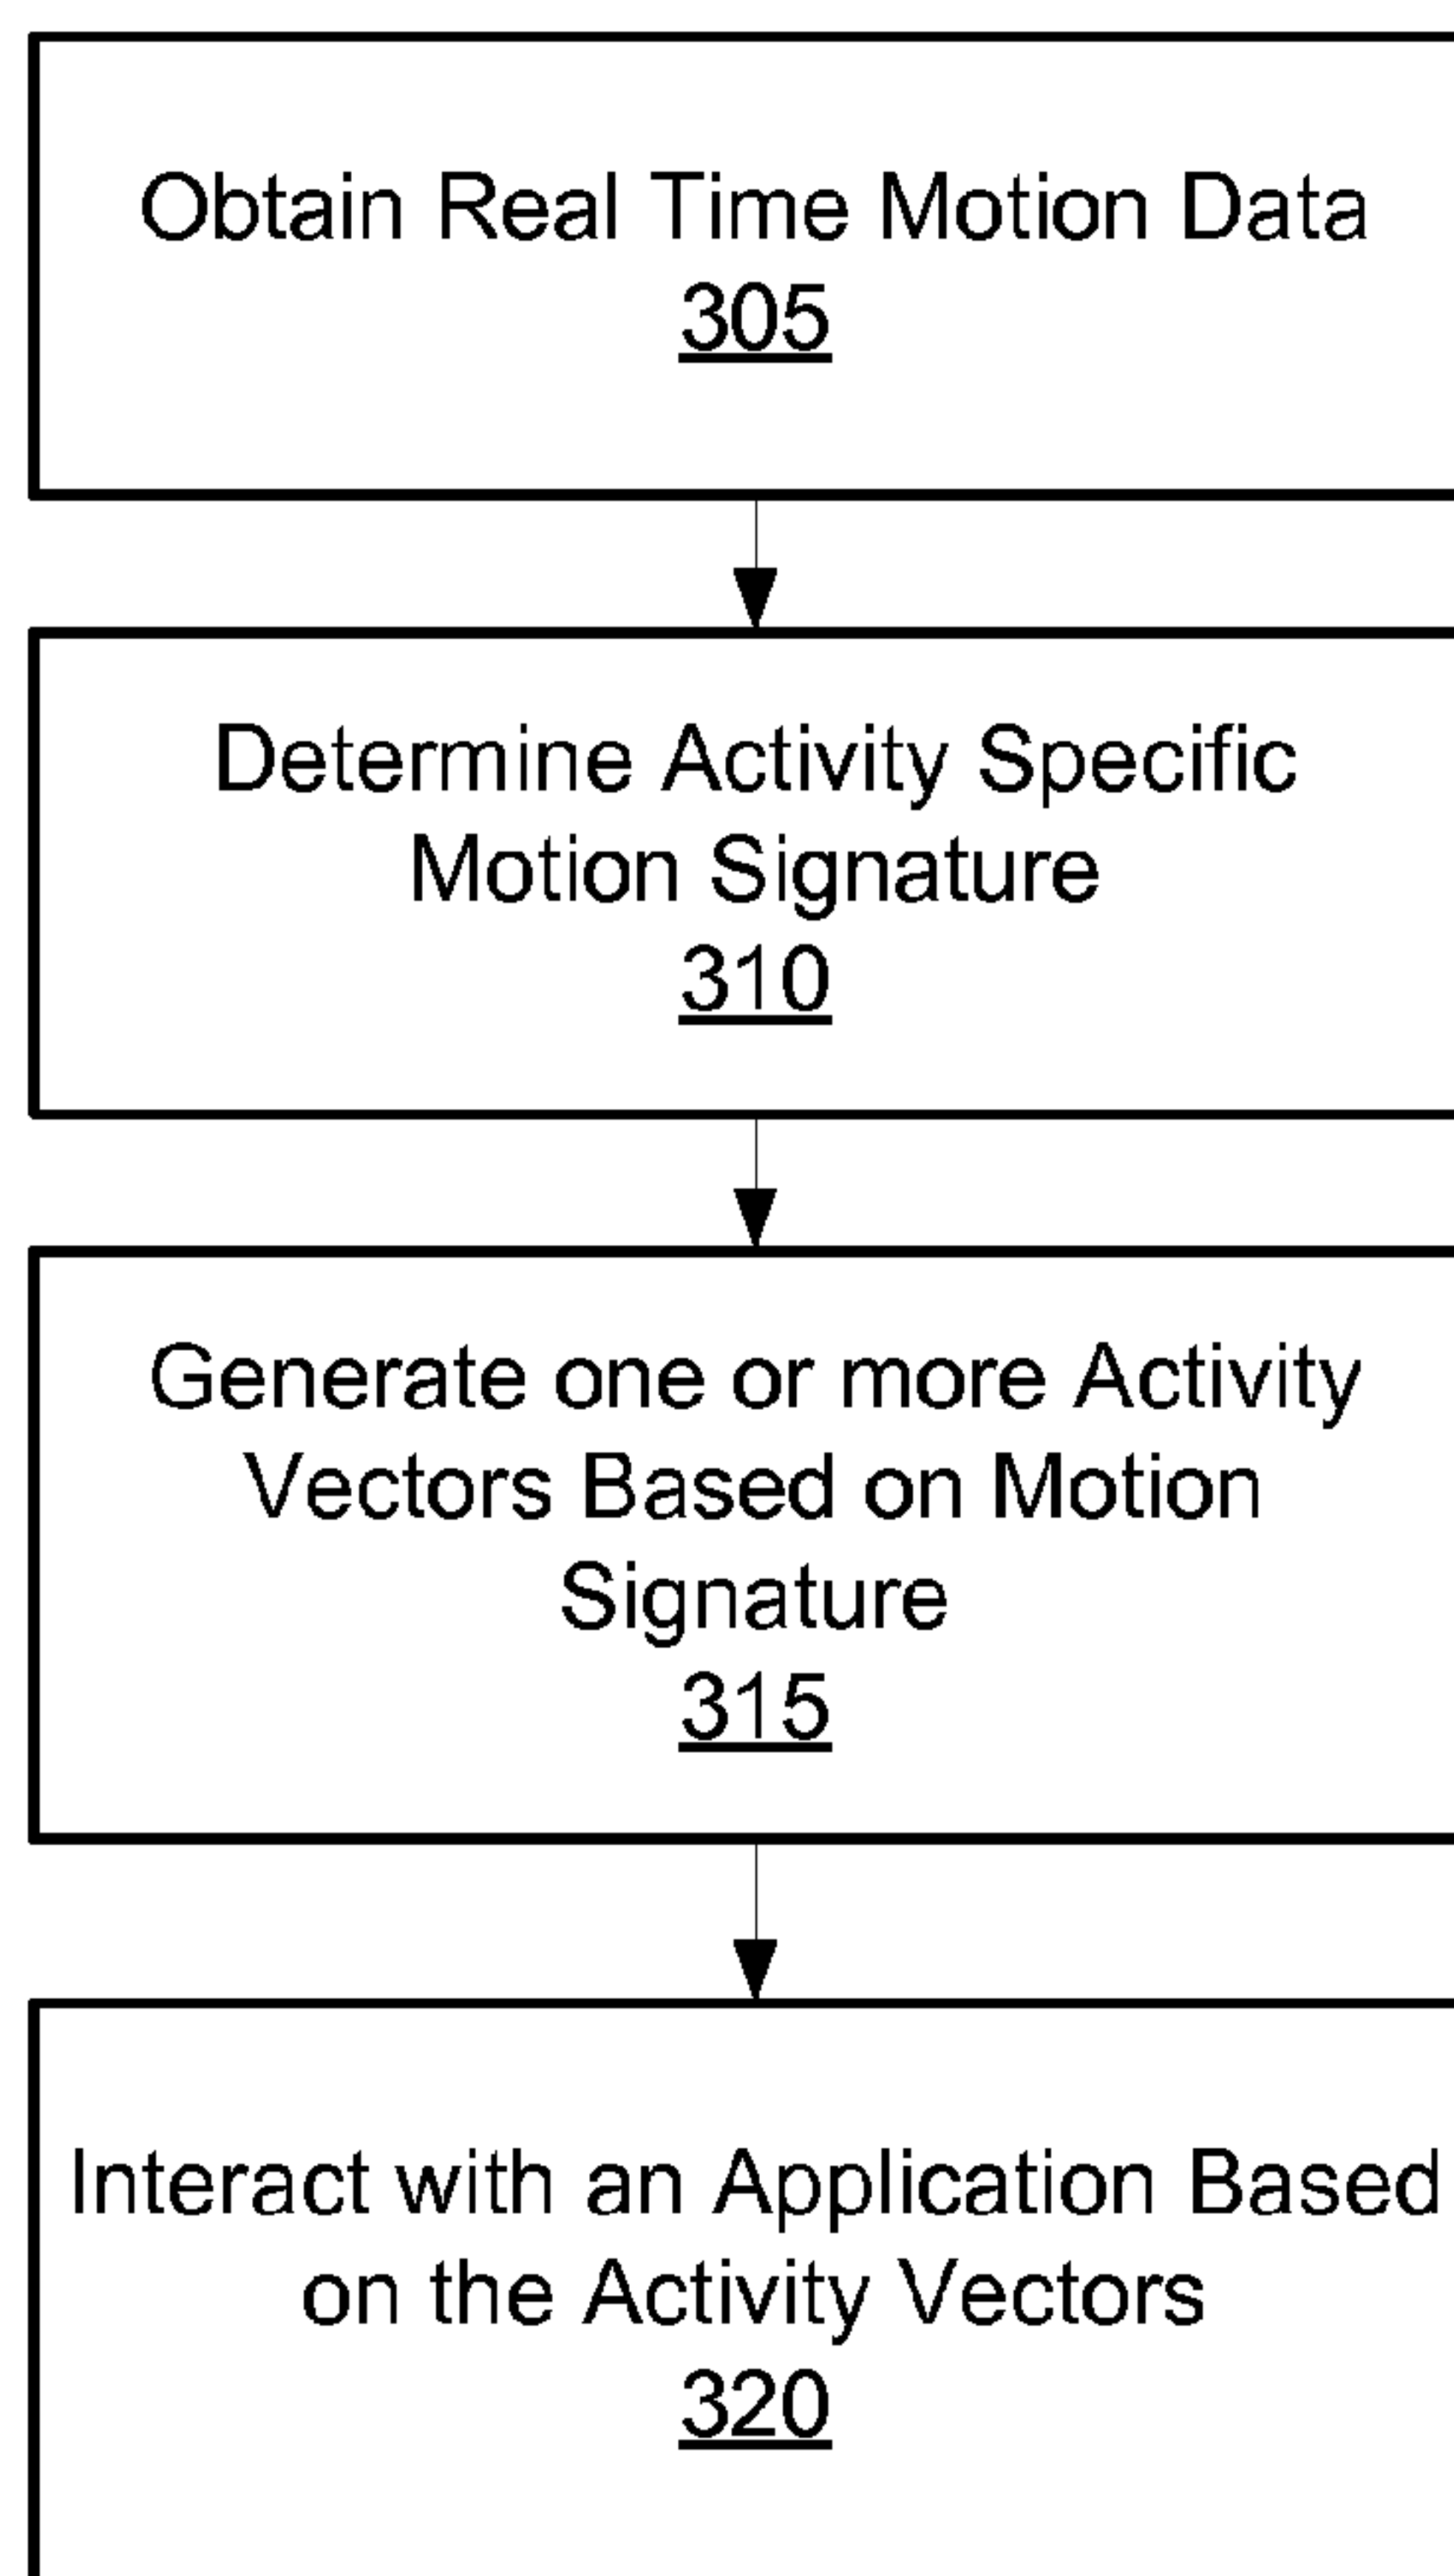 Obtain Real Time Motion Data
305
Determine Activity Specific
Motion Signature
310
Generate one or more Activity
Vectors Based on Motion
Signature
315
Interact with an Application Based
on the Activity Vectors
320